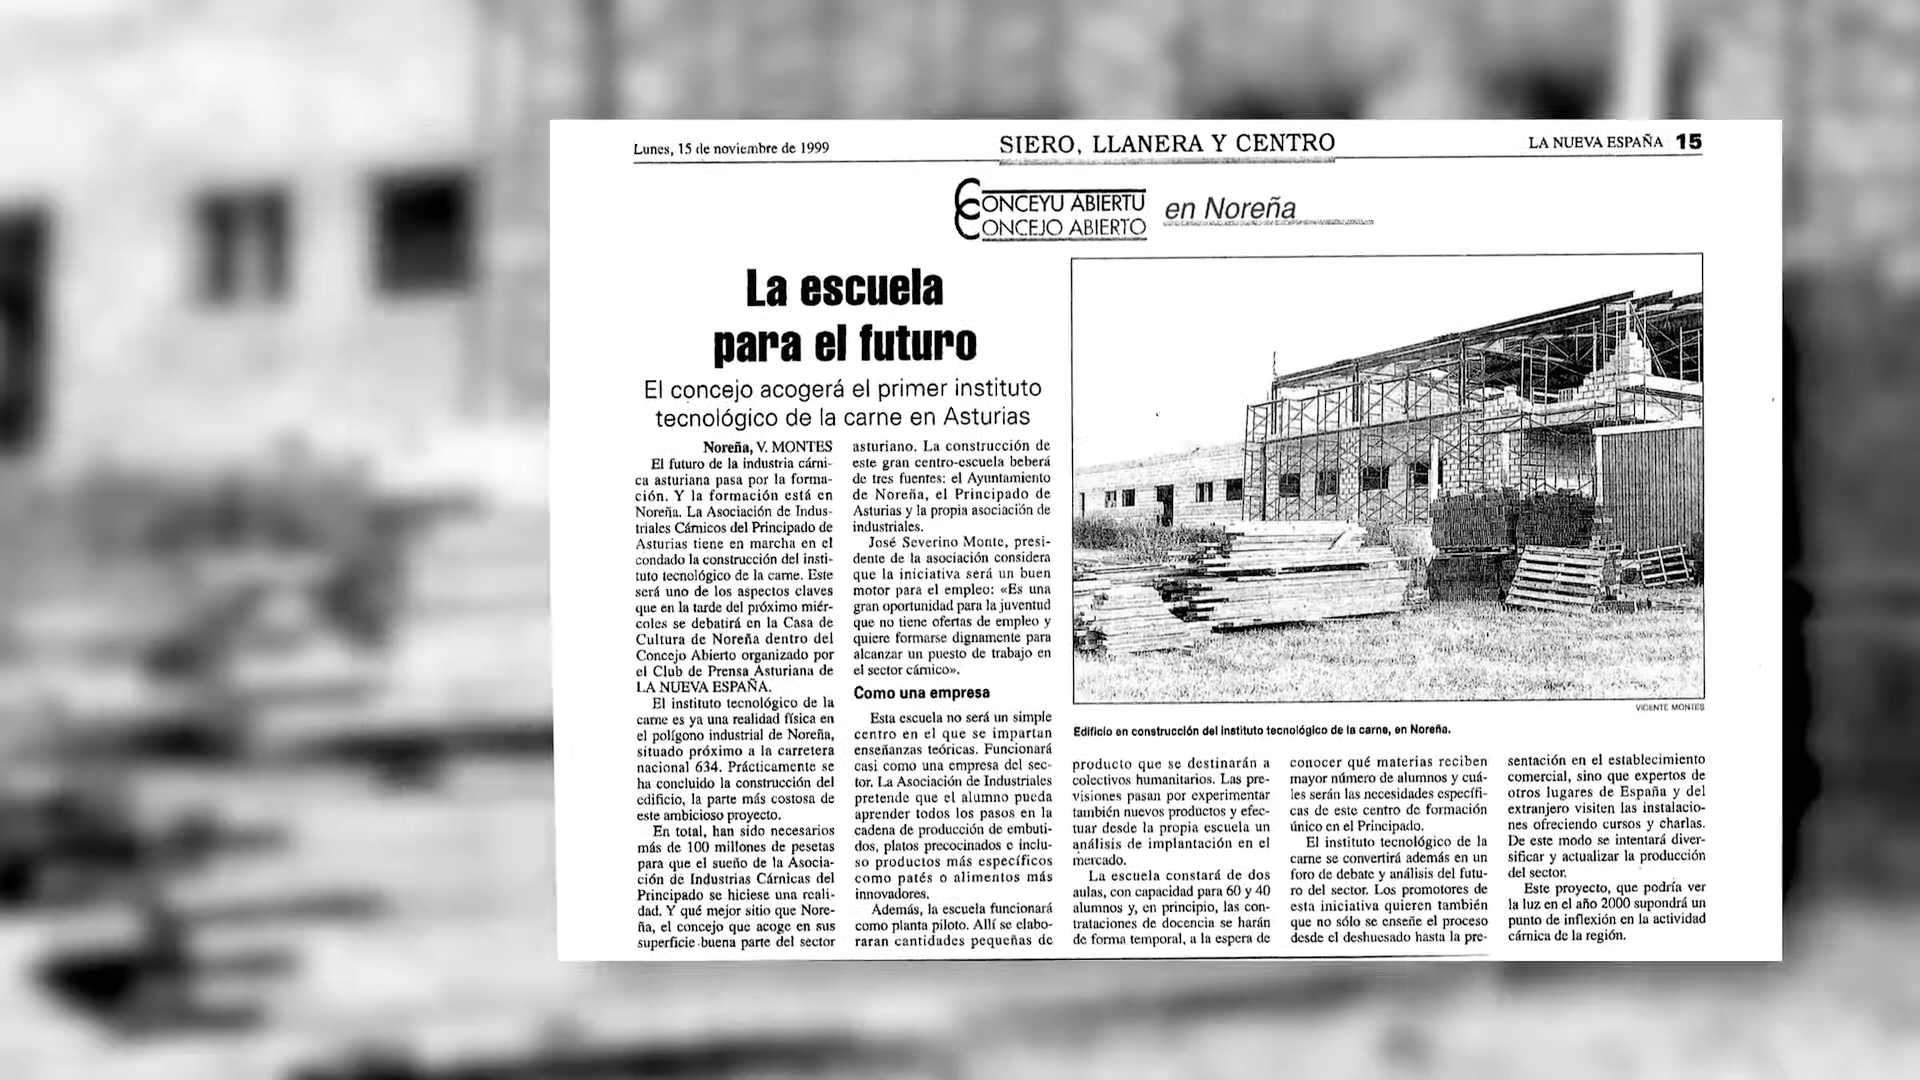 Lunes, 15 de noviembre de 1999
SIERO, LLANERA Y CENTRO
LA NUEVA ESPAÑA 15
CONCEYU ABIERTU
CONCEJO ABIERTO
en Noreña
La escuela
para el futuro
El concejo acogerá el primer instituto
tecnológico de la carne en Asturias
Noreña, V. MONTES
El futuro de la industria cárni-
ca asturiana pasa por la forma-
ción. Y la formación está en
Noreña. La Asociación de Indus-
triales Cárnicos del Principado de
Asturias tiene en marcha en el
condado la construcción del insti-
tuto tecnológico de la carne. Este
será uno de los aspectos claves
que en la tarde del próximo miér-
coles se debatirá en la Casa de
Cultura de Noreña dentro del
Concejo Abierto organizado por
el Club de Prensa Asturiana de
LA NUEVA ESPAÑA.
El instituto tecnológico de la
carne es ya una realidad física en
el polígono industrial de Noreña,
situado próximo a la carretera
nacional 634. Prácticamente se
ha concluido la construcción del
edificio, la parte más costosa de
este ambicioso proyecto.
En total, han sido necesarios
más de 100 millones de pesetas
para que el sueño de la Asocia-
ción de Industrias Cárnicas del
Principado se hiciese una reali-
dad. Y qué mejor sitio que Nore-
ña, el concejo que acoge en sus
superficie buena parte del sector
asturiano. La construcción de
este gran centro-escuela beberá
de tres fuentes: el Ayuntamiento
de Noreña, el Principado de
Asturias y la propia asociación de
industriales.
José Severino Monte, presi-
dente de la asociación considera
que la iniciativa será un buen
motor para el empleo: «Es una
gran oportunidad para la juventud
que no tiene ofertas de empleo y
quiere formarse dignamente para
alcanzar un puesto de trabajo en
el sector cárnico».
Como una empresa
Esta escuela no será un simple
centro en el que se impartan
enseñanzas teóricas. Funcionará
casi como una empresa del sec-
tor. La Asociación de Industriales
pretende que el alumno pueda
aprender todos los pasos en la
cadena de producción de embuti-
dos, platos precocinados e inclu-
so productos más específicos
como patés o alimentos más
innovadores.
Además, la escuela funcionará
como planta piloto. Allí se elabo-
raran cantidades pequeñas de
VICENTE MONTES
Edificio en construcción del instituto tecnológico de la carne, en Noreña.
producto que se destinarán a
colectivos humanitarios. Las pre-
visiones pasan por experimentar
también nuevos productos y efec-
tuar desde la propia escuela un
análisis de implantación en el
mercado.
La escuela constará de dos
aulas, con capacidad para 60 y 40
alumnos y, en principio, las con-
trataciones de docencia se harán
de forma temporal, a la espera de
conocer qué materias reciben
mayor número de alumnos y cuá-
les serán las necesidades específi-
cas de este centro de formación
único en el Principado.
El instituto tecnológico de la
carne se convertirá además en un
foro de debate y análisis del futu-
ro del sector. Los promotores de
esta iniciativa quieren también
que no sólo se enseñe el proceso
desde el deshuesado hasta la pre-
sentación en el establecimiento
comercial, sino que expertos de
otros lugares de España y del
extranjero visiten las instalacio-
nes ofreciendo cursos y charlas.
De este modo se intentará diver-
sificar y actualizar la producción
del sector.
Este proyecto, que podría ver
la luz en el año 2000 supondrá un
punto de inflexión en la actividad
cárnica de la región.